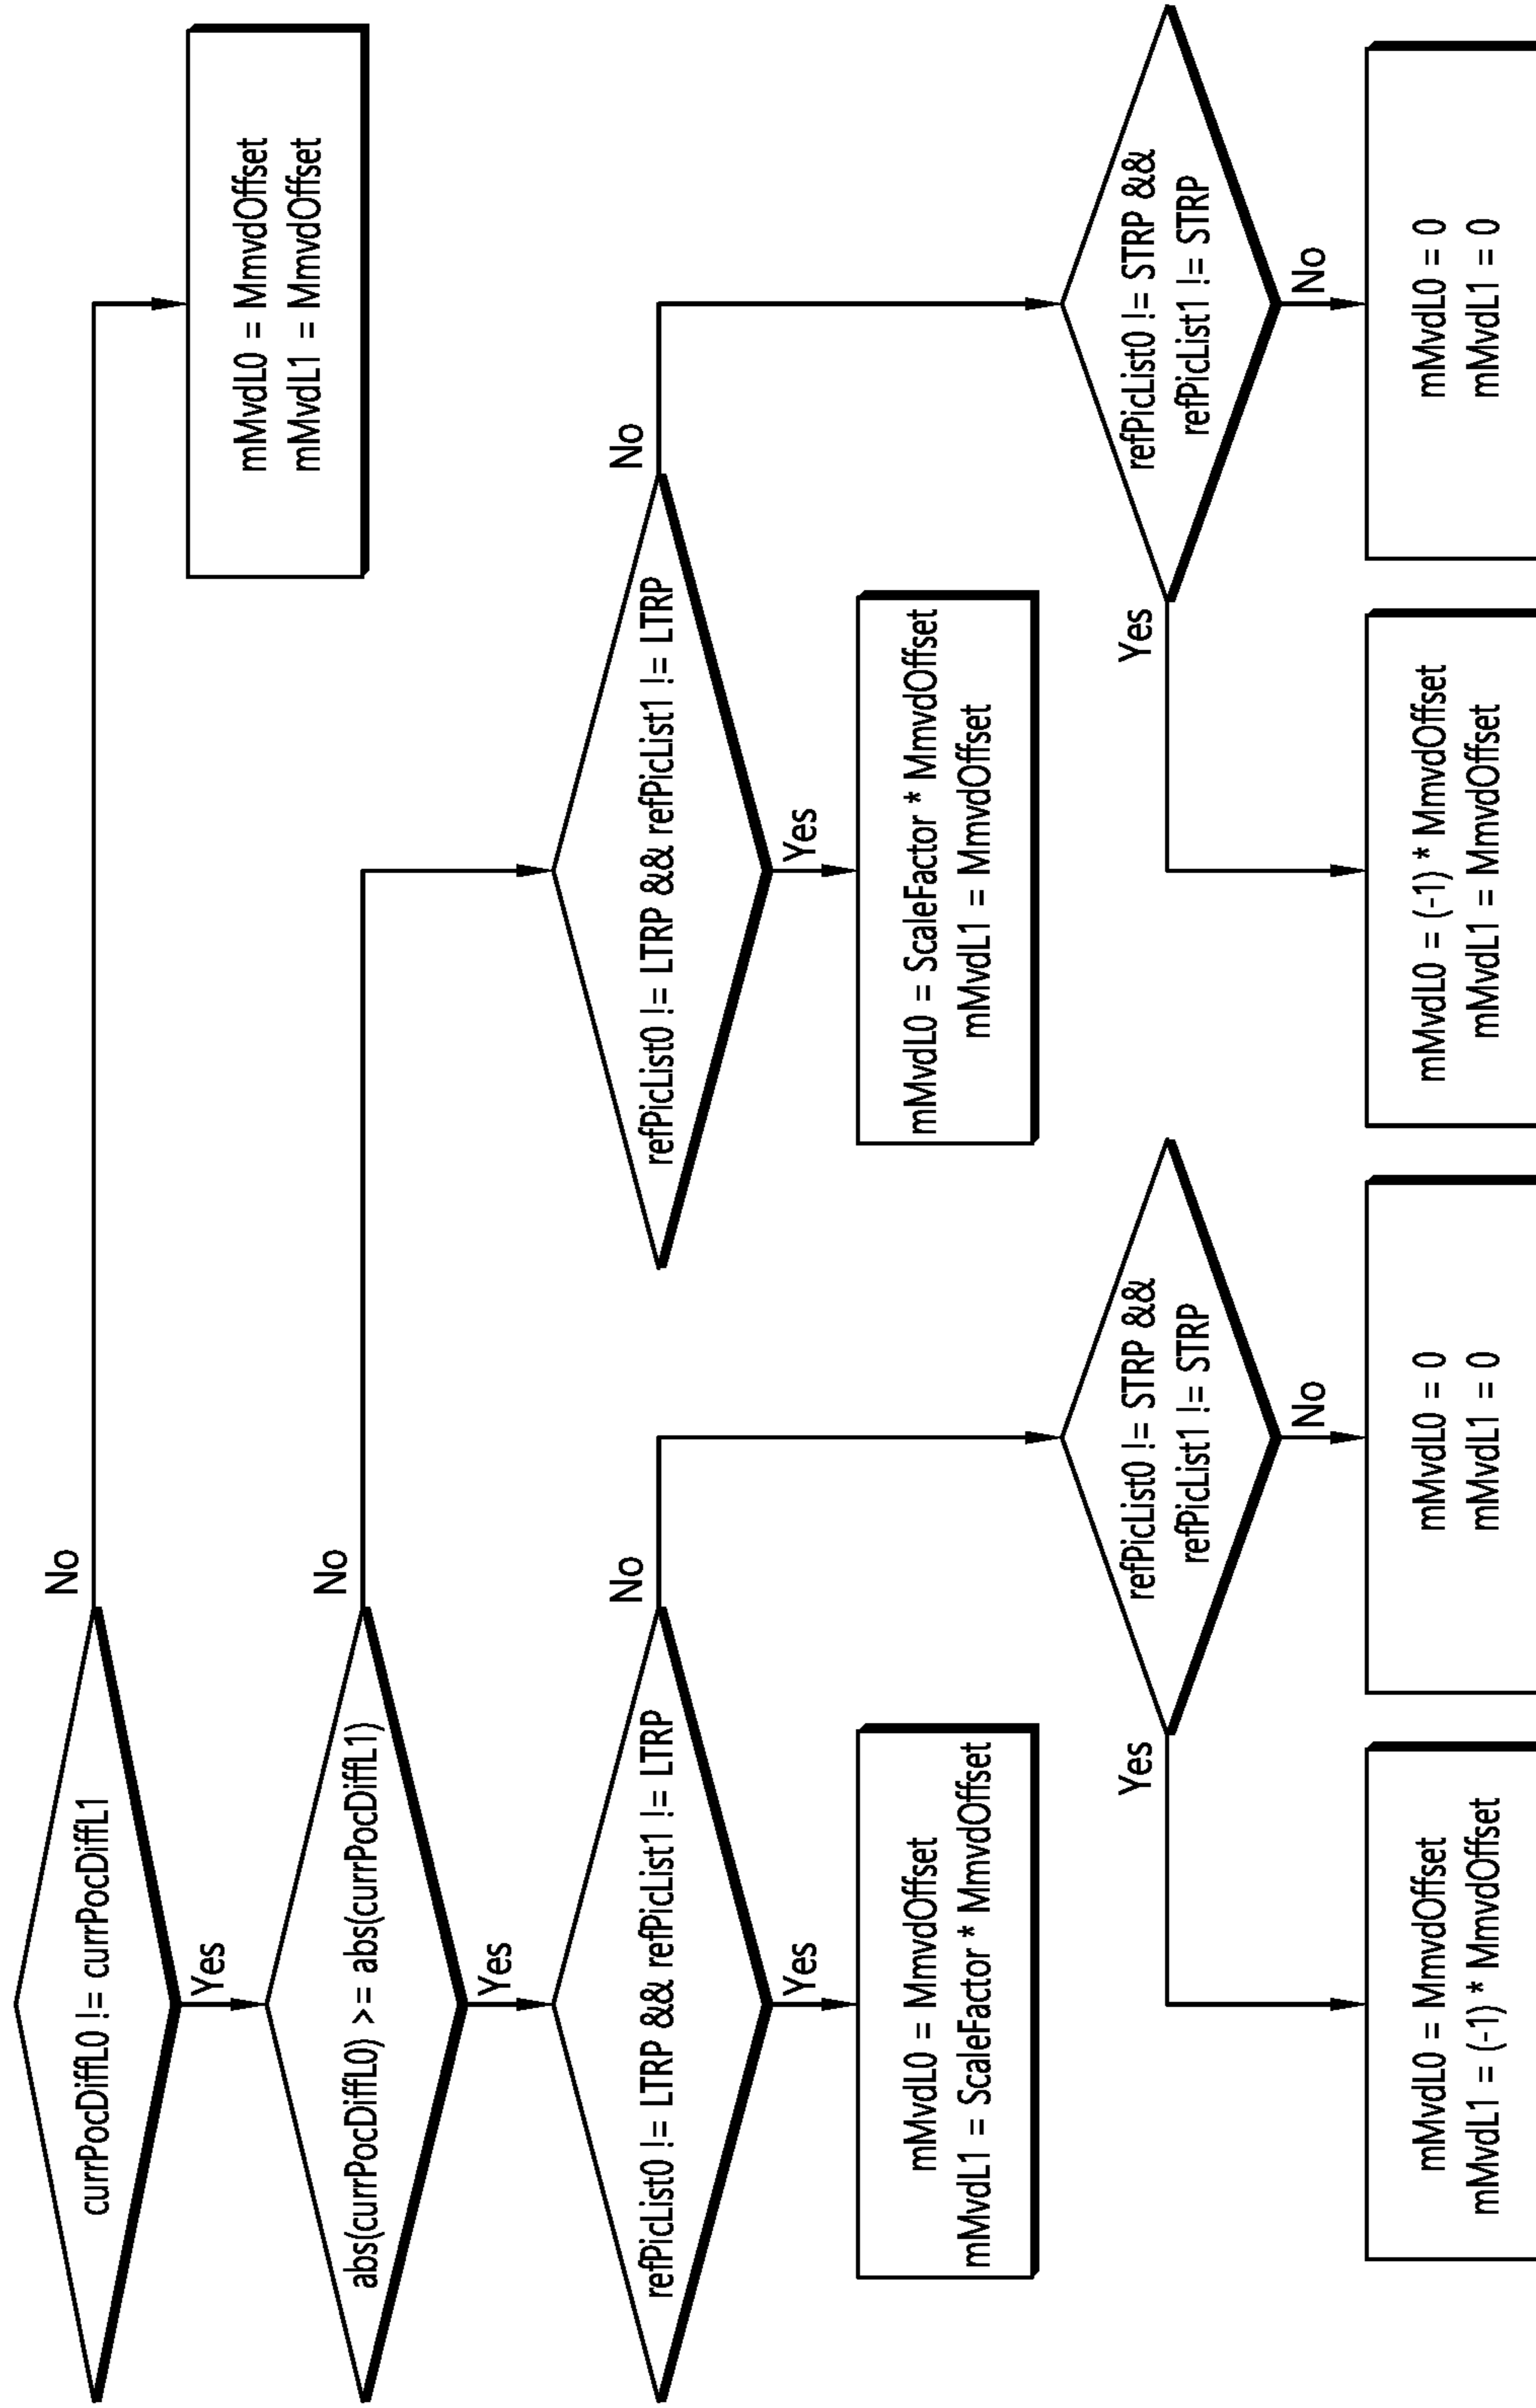 currPocDiffL0 != currPocDiffL1
No
Yes
mMvdL0 = MmvdOffset
mMvdL1 = MmvdOffset
abs(currPocDiffL0) >= abs(currPocDiffL1)
No
Yes
refPicList0 != LTRP && refPicList1 != LTRP
No
Yes
refPicList0 != LTRP && refPicList1 != LTRP
No
Yes
mMvdL0 = MmvdOffset
mMvdL1 = ScaleFactor * MmvdOffset
mMvdL0 = ScaleFactor * MmvdOffset
mMvdL1 = MmvdOffset
Yes
refPicList0 != STRP &&
refPicList1 != STRP
No
Yes
refPicList0 != STRP &&
refPicList1 != STRP
No
mMvdL0 = MmvdOffset
mMvdL1 = (-1) * MmvdOffset
mMvdL0 = 0
mMvdL1 = 0
mMvdL0 = (-1) * MmvdOffset
mMvdL1 = MmvdOffset
mMvdL0 = 0
mMvdL1 = 0